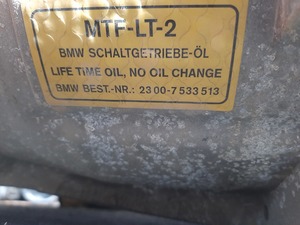 MTF-LT-2
BMW SCHALTGETRIEBE-ÖL
LIFE TIME OIL, NO OIL CHANGE
BMW BEST.-NR.: 23 00-7 533 513